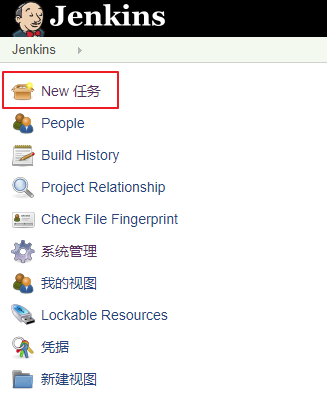 Jenkins
Jenkins
New 任务
People
Build History
Project Relationship
Check File Fingerprint
系统管理
我的视图
Lockable Resources
凭据
新建视图